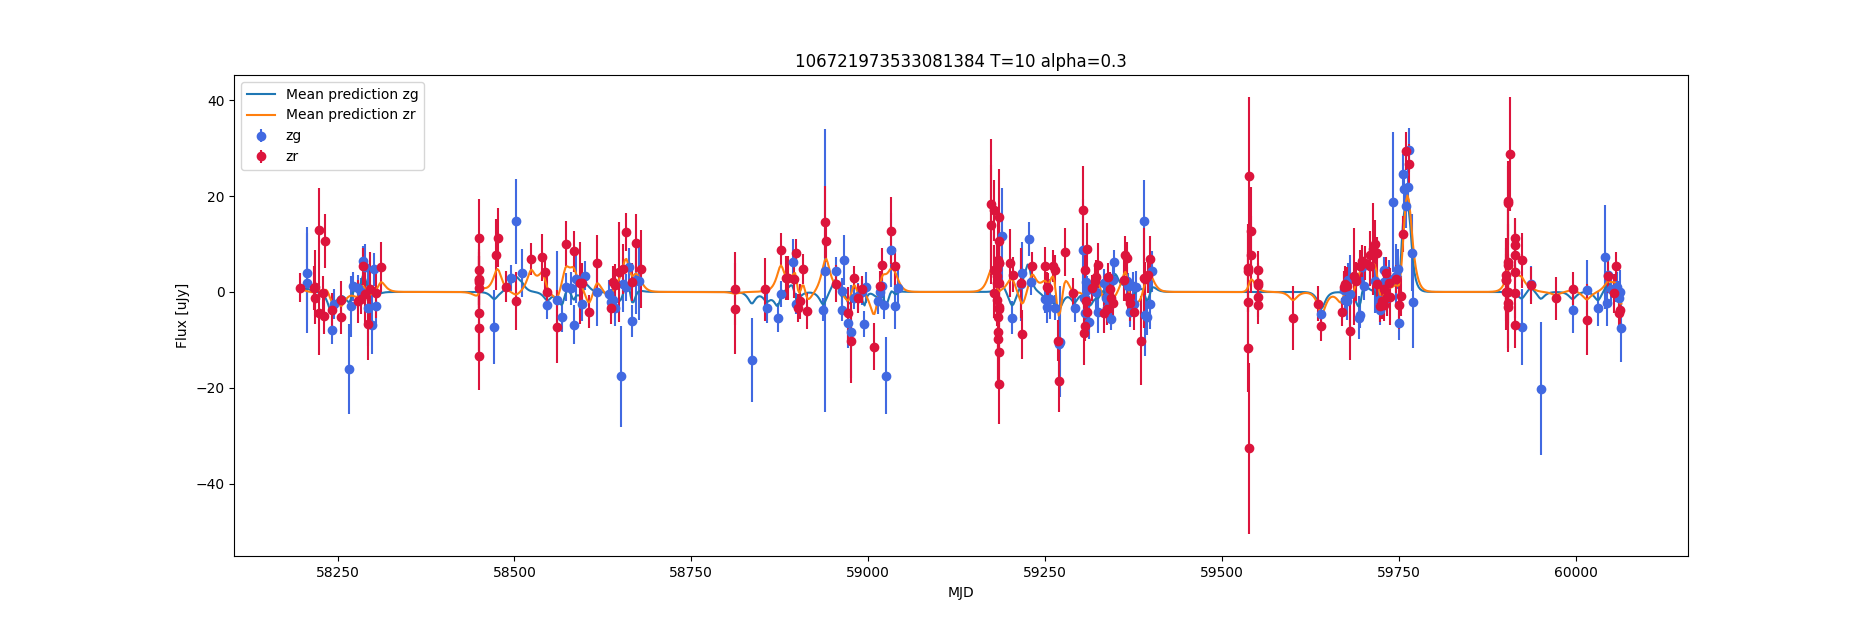 106721973533081384 T=10 alpha=0.3
Mean prediction zg
Mean prediction zr
zg
zr
40
20
0
−20
−40
Flux [uJy]
58250
58500
58750
59000
59250
59500
59750
60000
MJD